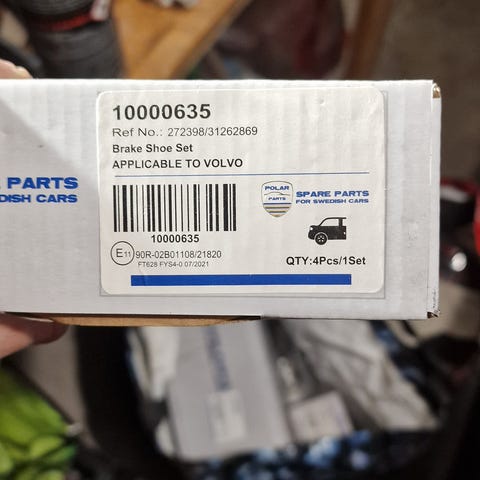 10000635
Ref No.: 272398/31262869
Brake Shoe Set
APPLICABLE TO VOLVO
PARTS
DISH CARS
POLAR
PARTS
SPARE PARTS
FOR SWEDISH CARS
10000635
E11 90R-02B01108/21820
FT628 FYS4-0 07/2021
QTY:4Pcs/1Set